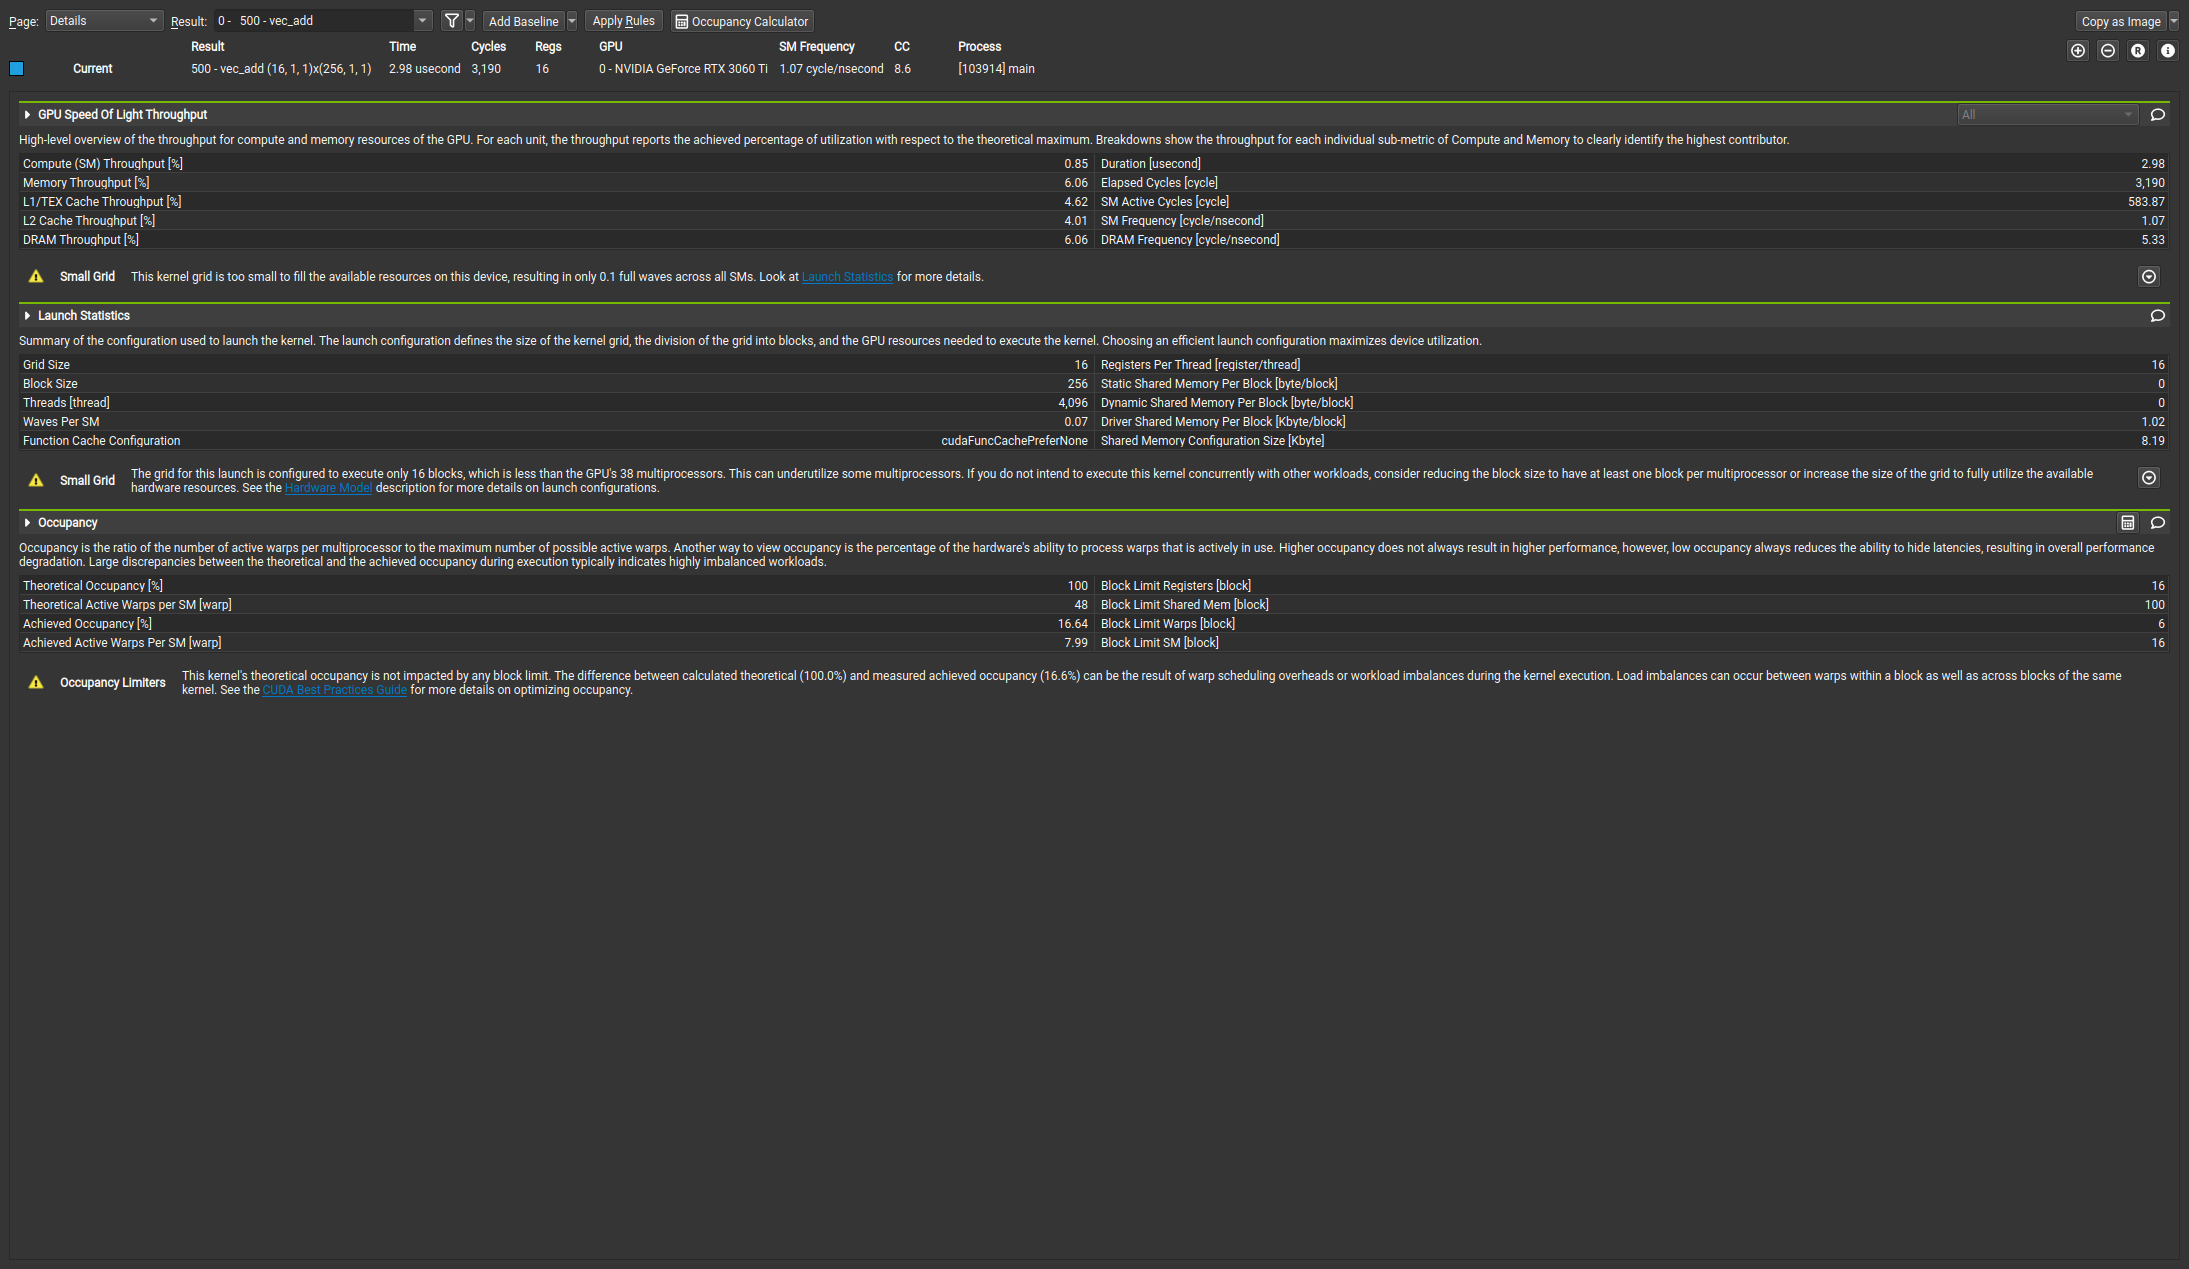 Page: Details Result: 0 - 500 - vec_add Add Baseline Apply Rules Occupancy Calculator Copy as Image
Result Time Cycles Regs GPU SM Frequency CC Process
Current 500 - vec_add (16, 1, 1)x(256, 1, 1) 2.98 usecond 3,190 16 0 - NVIDIA GeForce RTX 3060 Ti 1.07 cycle/nsecond 8.6 [103914] main
GPU Speed Of Light Throughput All
High-level overview of the throughput for compute and memory resources of the GPU. For each unit, the throughput reports the achieved percentage of utilization with respect to the theoretical maximum. Breakdowns show the throughput for each individual sub-metric of Compute and Memory to clearly identify the highest contributor.
Compute (SM) Throughput [%] 0.85 Duration [usecond] 2.98
Memory Throughput [%] 6.06 Elapsed Cycles [cycle] 3,190
L1/TEX Cache Throughput [%] 4.62 SM Active Cycles [cycle] 583.87
L2 Cache Throughput [%] 4.01 SM Frequency [cycle/nsecond] 1.07
DRAM Throughput [%] 6.06 DRAM Frequency [cycle/nsecond] 5.33
Small Grid This kernel grid is too small to fill the available resources on this device, resulting in only 0.1 full waves across all SMs. Look at Launch Statistics for more details.
Launch Statistics
Summary of the configuration used to launch the kernel. The launch configuration defines the size of the kernel grid, the division of the grid into blocks, and the GPU resources needed to execute the kernel. Choosing an efficient launch configuration maximizes device utilization.
Grid Size 16 Registers Per Thread [register/thread] 16
Block Size 256 Static Shared Memory Per Block [byte/block] 0
Threads [thread] 4,096 Dynamic Shared Memory Per Block [byte/block] 0
Waves Per SM 0.07 Driver Shared Memory Per Block [Kbyte/block] 1.02
Function Cache Configuration cudaFuncCachePreferNone Shared Memory Configuration Size [Kbyte] 8.19
Small Grid The grid for this launch is configured to execute only 16 blocks, which is less than the GPU's 38 multiprocessors. This can underutilize some multiprocessors. If you do not intend to execute this kernel concurrently with other workloads, consider reducing the block size to have at least one block per multiprocessor or increase the size of the grid to fully utilize the available
hardware resources. See the Hardware Model description for more details on launch configurations.
Occupancy
Occupancy is the ratio of the number of active warps per multiprocessor to the maximum number of possible active warps. Another way to view occupancy is the percentage of the hardware's ability to process warps that is actively in use. Higher occupancy does not always result in higher performance, however, low occupancy always reduces the ability to hide latencies, resulting in overall performance
degradation. Large discrepancies between the theoretical and the achieved occupancy during execution typically indicates highly imbalanced workloads.
Theoretical Occupancy [%] 100 Block Limit Registers [block] 16
Theoretical Active Warps per SM [warp] 48 Block Limit Shared Mem [block] 100
Achieved Occupancy [%] 16.64 Block Limit Warps [block] 6
Achieved Active Warps Per SM [warp] 7.99 Block Limit SM [block] 16
Occupancy Limiters This kernel's theoretical occupancy is not impacted by any block limit. The difference between calculated theoretical (100.0%) and measured achieved occupancy (16.6%) can be the result of warp scheduling overheads or workload imbalances during the kernel execution. Load imbalances can occur between warps within a block as well as across blocks of the same
kernel. See the CUDA Best Practices Guide for more details on optimizing occupancy.